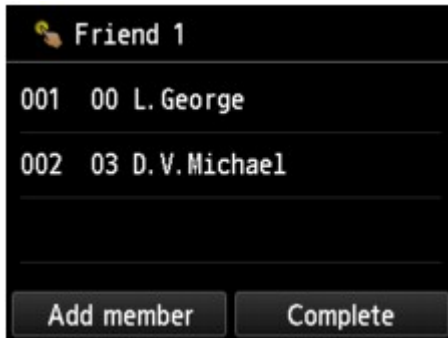 Friend 1
001 00 L.George
002 03 D.V.Michael
Add member Complete